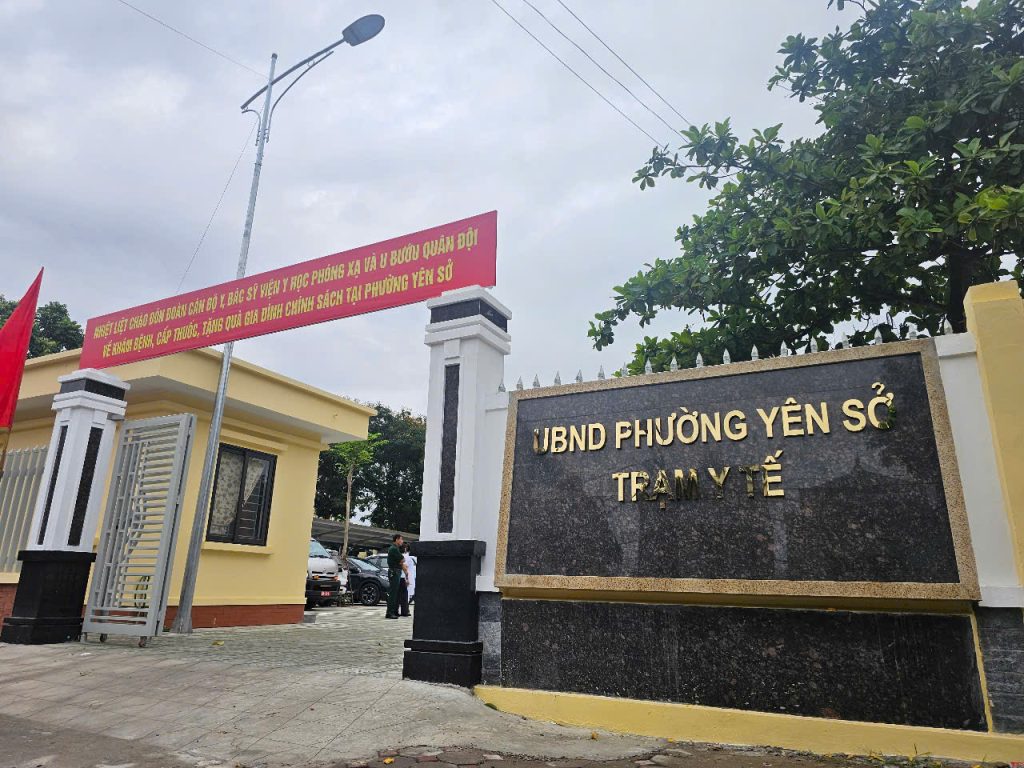 NHIỆT LIỆT CHÀO ĐÓN ĐOÀN CÁN BỘ Y, BÁC SỸ VIỆN Y HỌC PHÓNG XẠ VÀ U BƯỚU QUÂN ĐỘI
VỀ KHÁM BỆNH, CẤP THUỐC, TẶNG QUÀ GIA ĐÌNH CHÍNH SÁCH TẠI PHƯỜNG YÊN SỞ
UBND PHƯỜNG YÊN SỞ
TRẠM Y TẾ